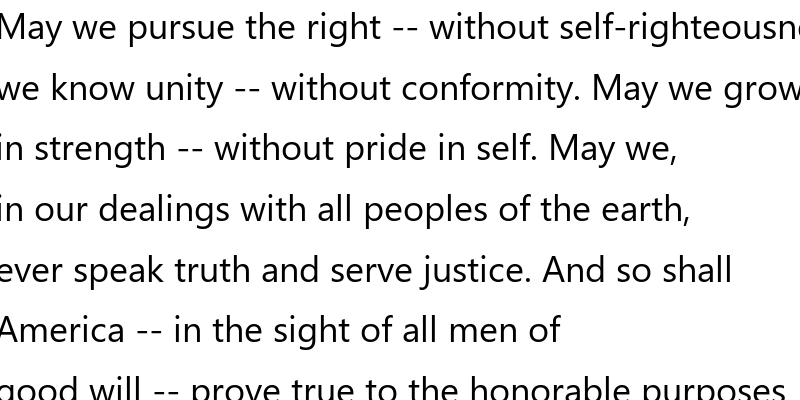 May we pursue the right -- without self-righteousn
we know unity -- without conformity. May we grow
in strength -- without pride in self. May we,
in our dealings with all peoples of the earth,
ever speak truth and serve justice. And so shall
America -- in the sight of all men of
good will -- prove true to the honorable purposes